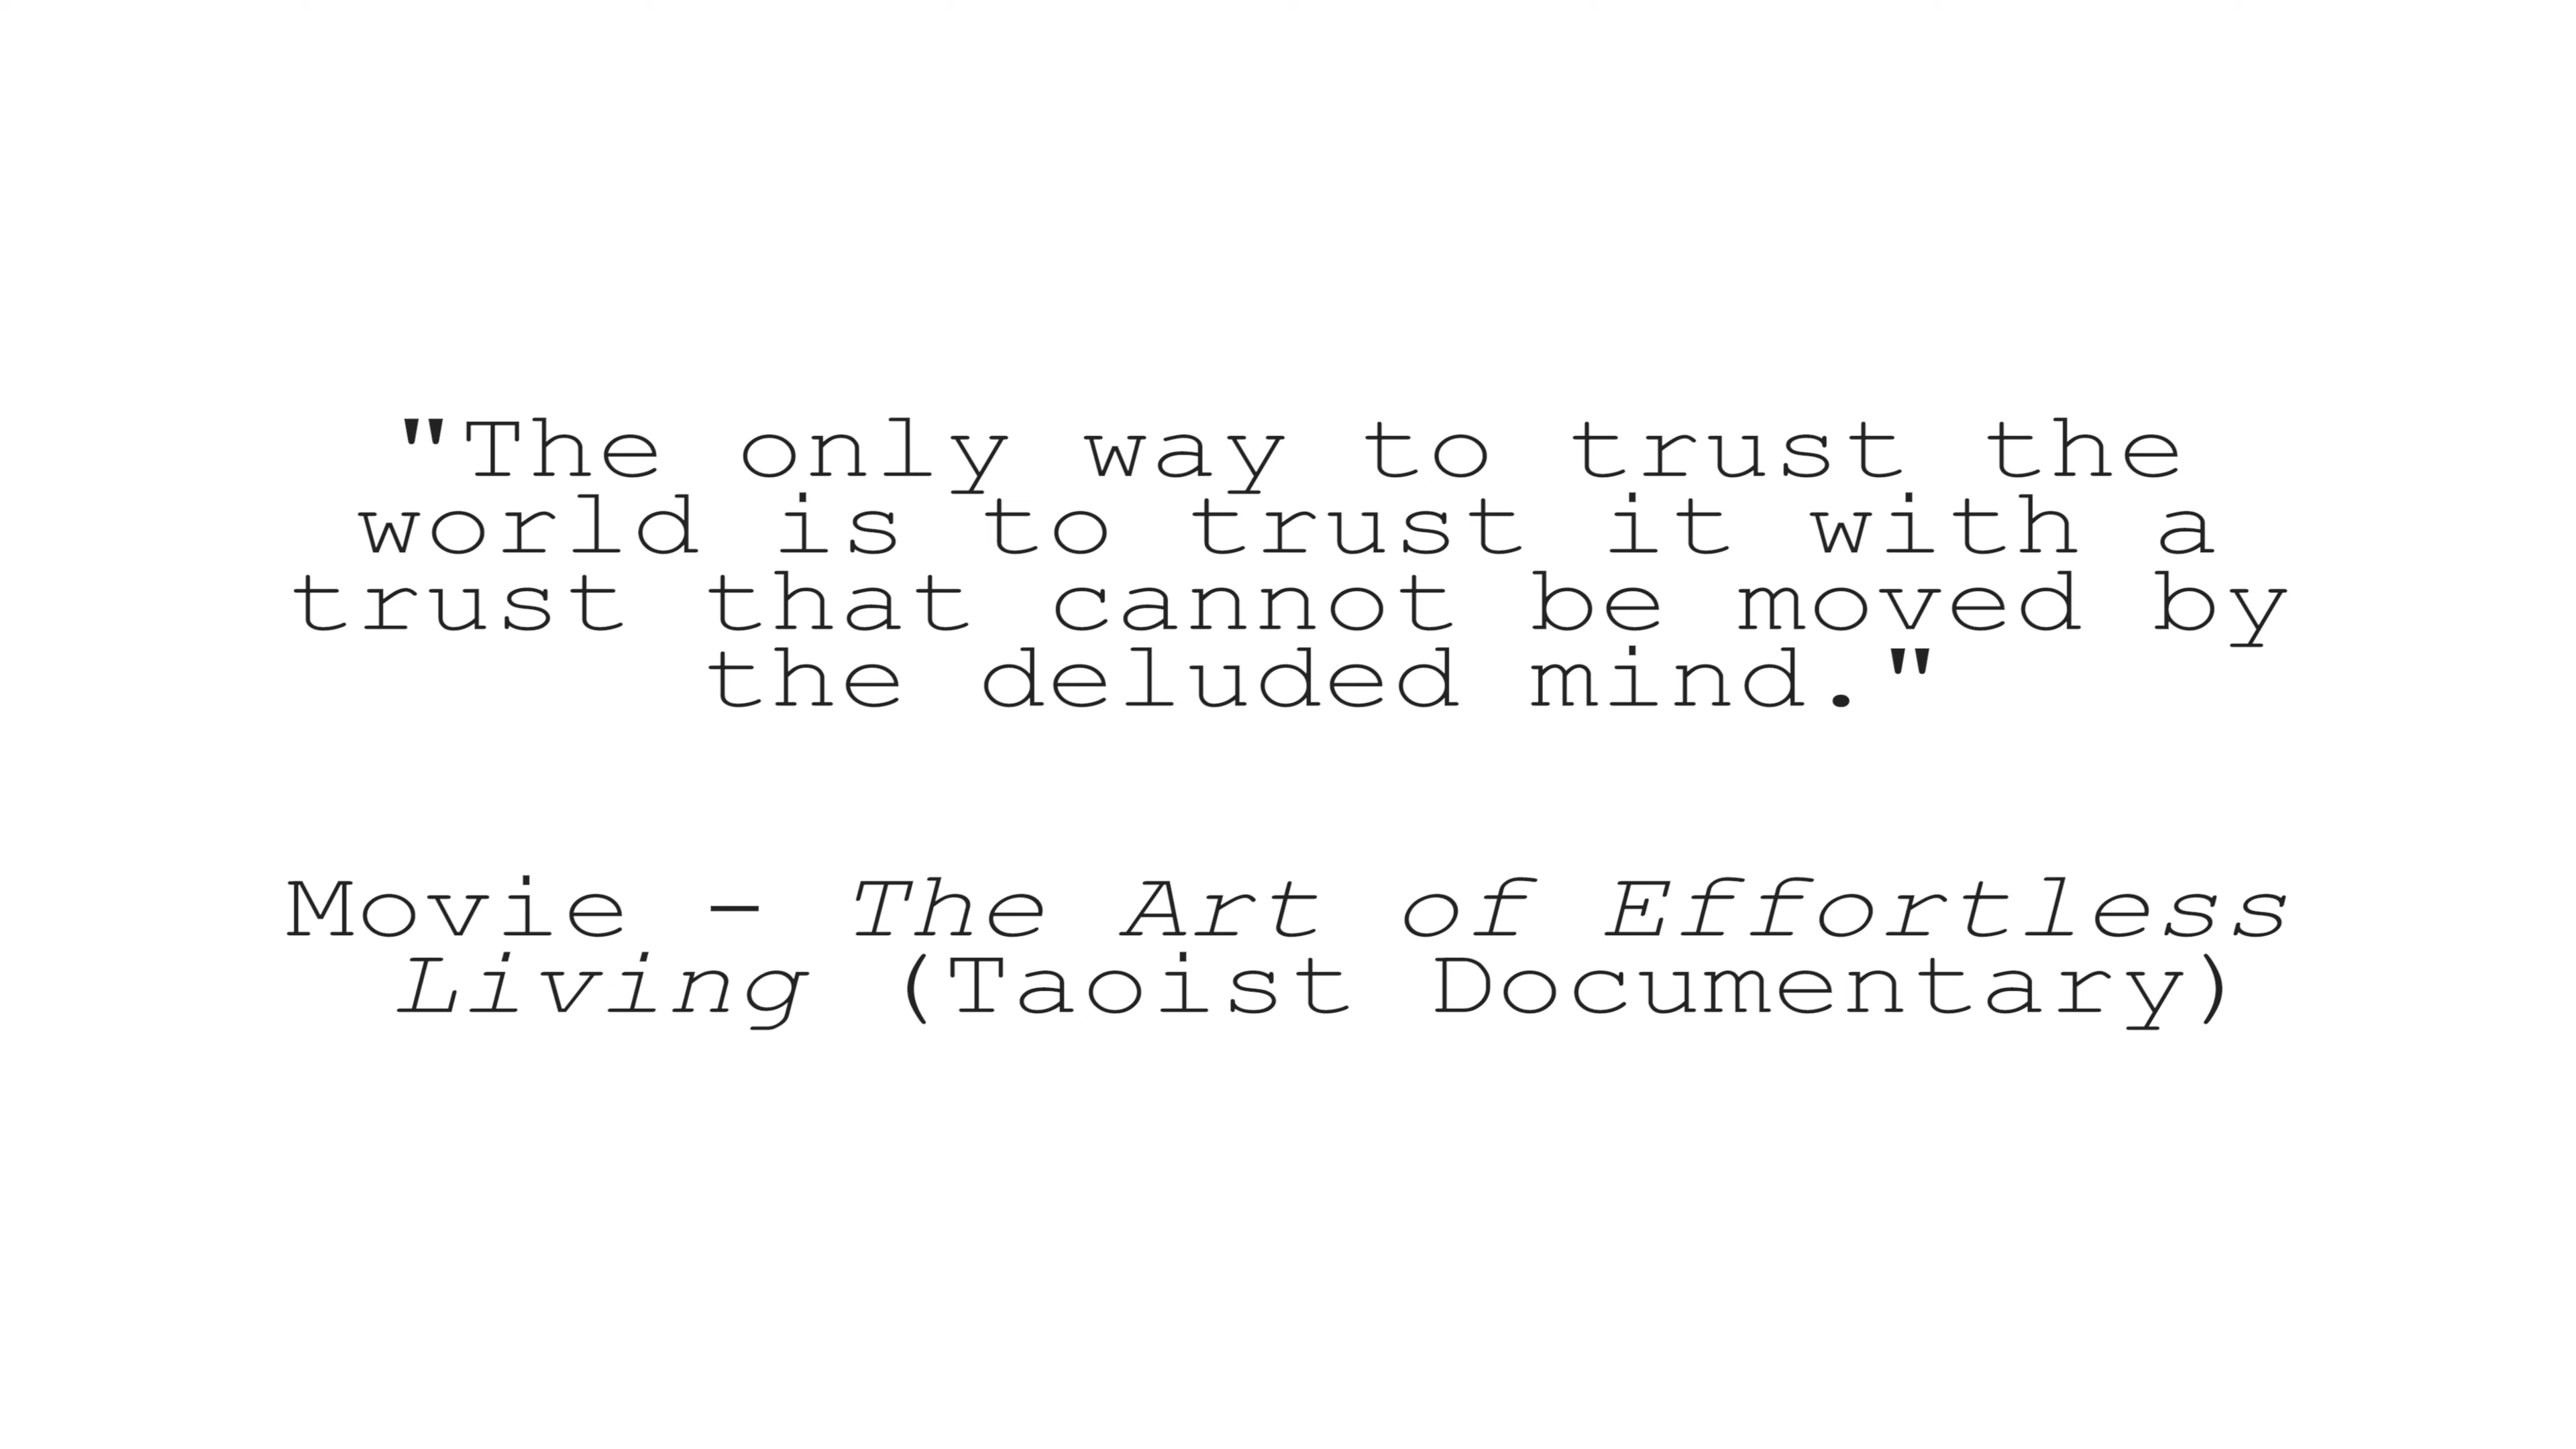 "The only way to trust the
world is to trust it with a
trust that cannot be moved by
the deluded mind."
Movie - The Art of Effortless
Living (Taoist Documentary)